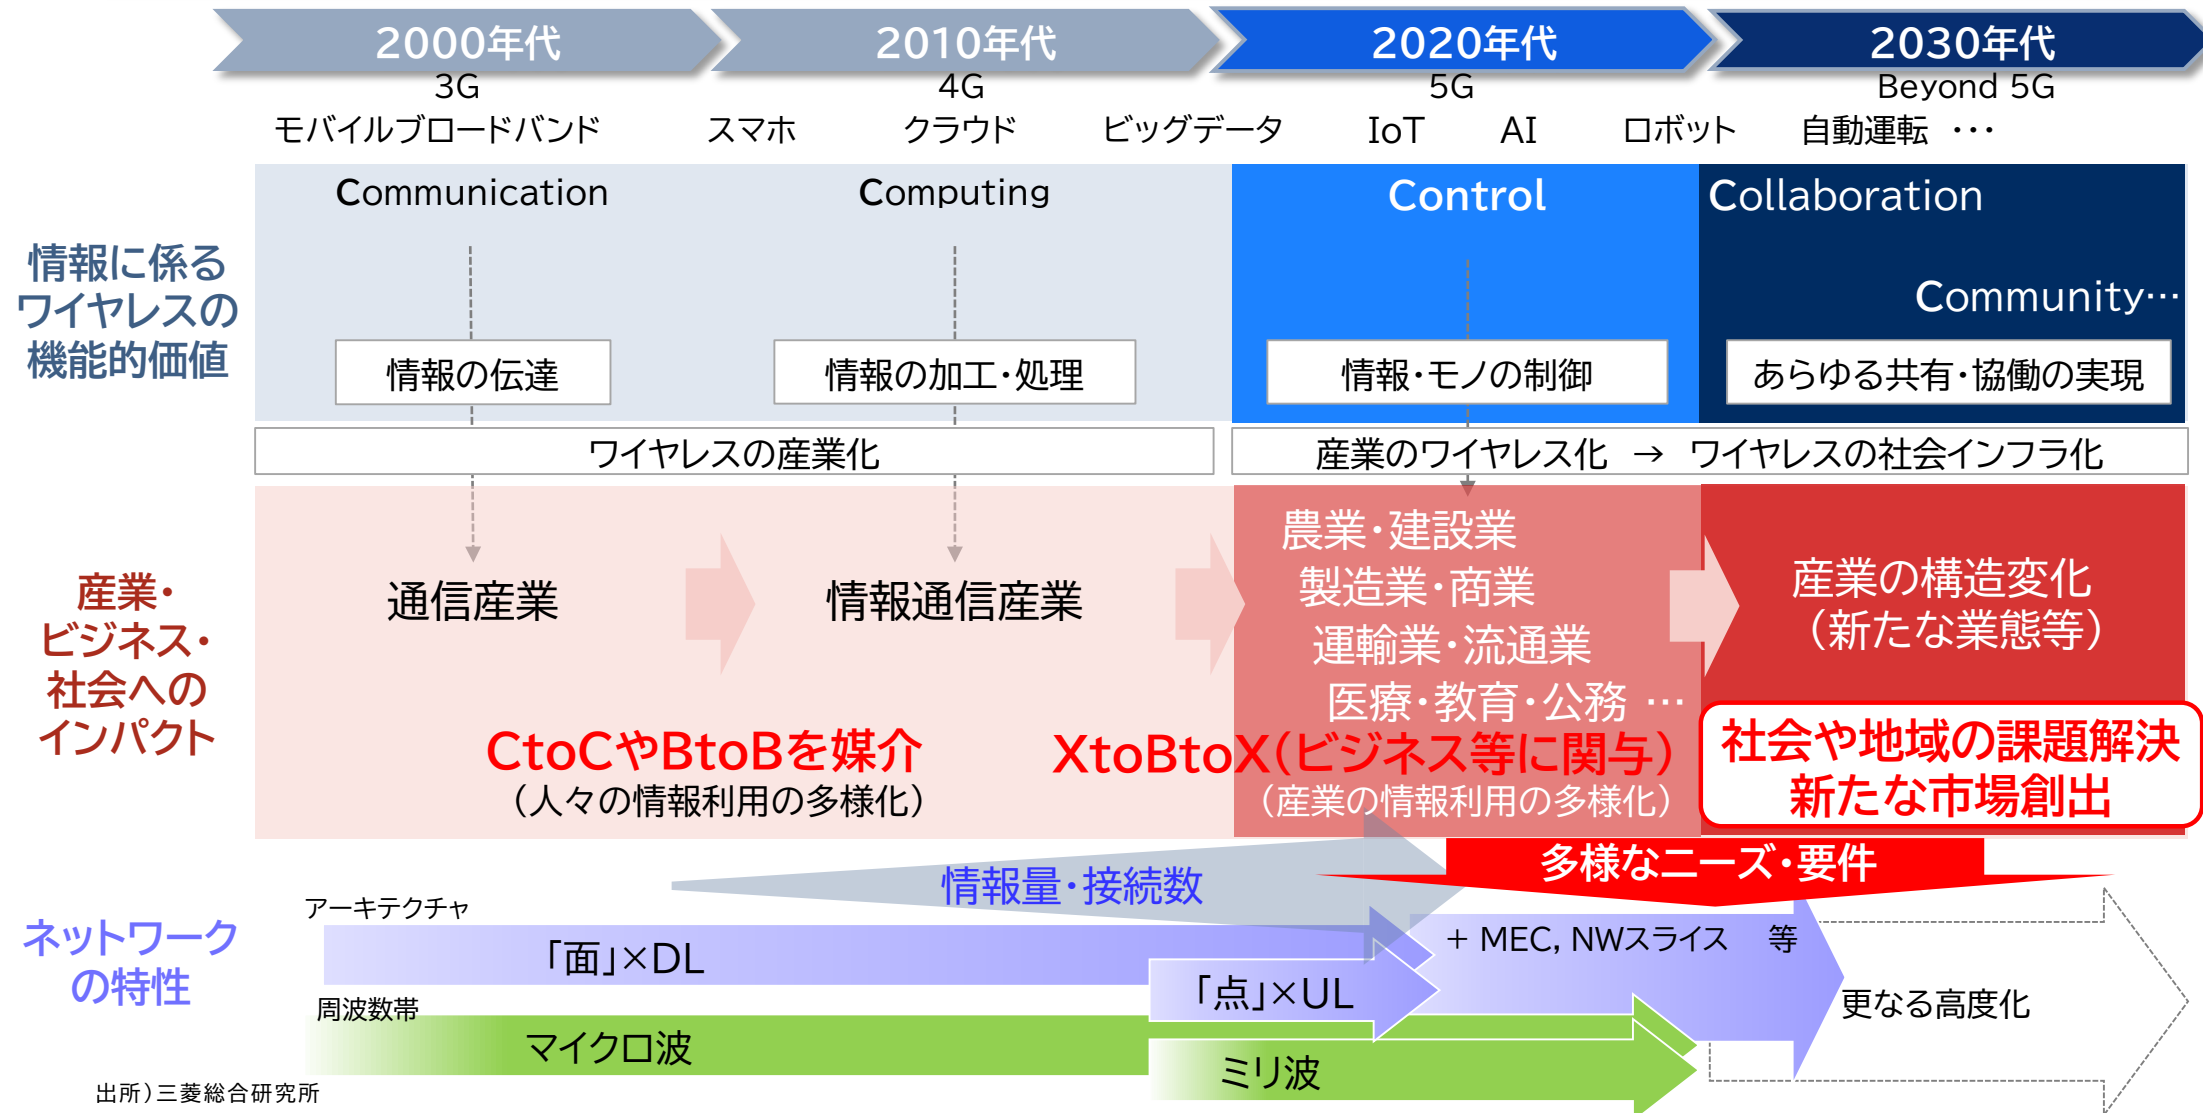 2000年代 2010年代 2020年代 2030年代
3G 4G 5G Beyond 5G
モバイルブロードバンド スマホ クラウド ビッグデータ IoT AI ロボット 自動運転 ・・・
情報に係る
ワイヤレスの
機能的価値
Communication
Computing
Control
Collaboration
Community…
情報の伝達
情報の加工・処理
情報・モノの制御
あらゆる共有・協働の実現
ワイヤレスの産業化
産業のワイヤレス化 → ワイヤレスの社会インフラ化
産業・
ビジネス・
社会への
インパクト
通信産業
情報通信産業
農業・建設業
製造業・商業
運輸業・流通業
医療・教育・公務 …
産業の構造変化
（新たな業態等）
CtoCやBtoBを媒介
（人々の情報利用の多様化）
XtoBtoX（ビジネス等に関与）
（産業の情報利用の多様化）
社会や地域の課題解決
新たな市場創出
多様なニーズ・要件
情報量・接続数
ネットワーク
の特性
アーキテクチャ
「面」×DL
「点」×UL
+ MEC, NWスライス 等
更なる高度化
周波数帯
マイクロ波
ミリ波
出所）三菱総合研究所